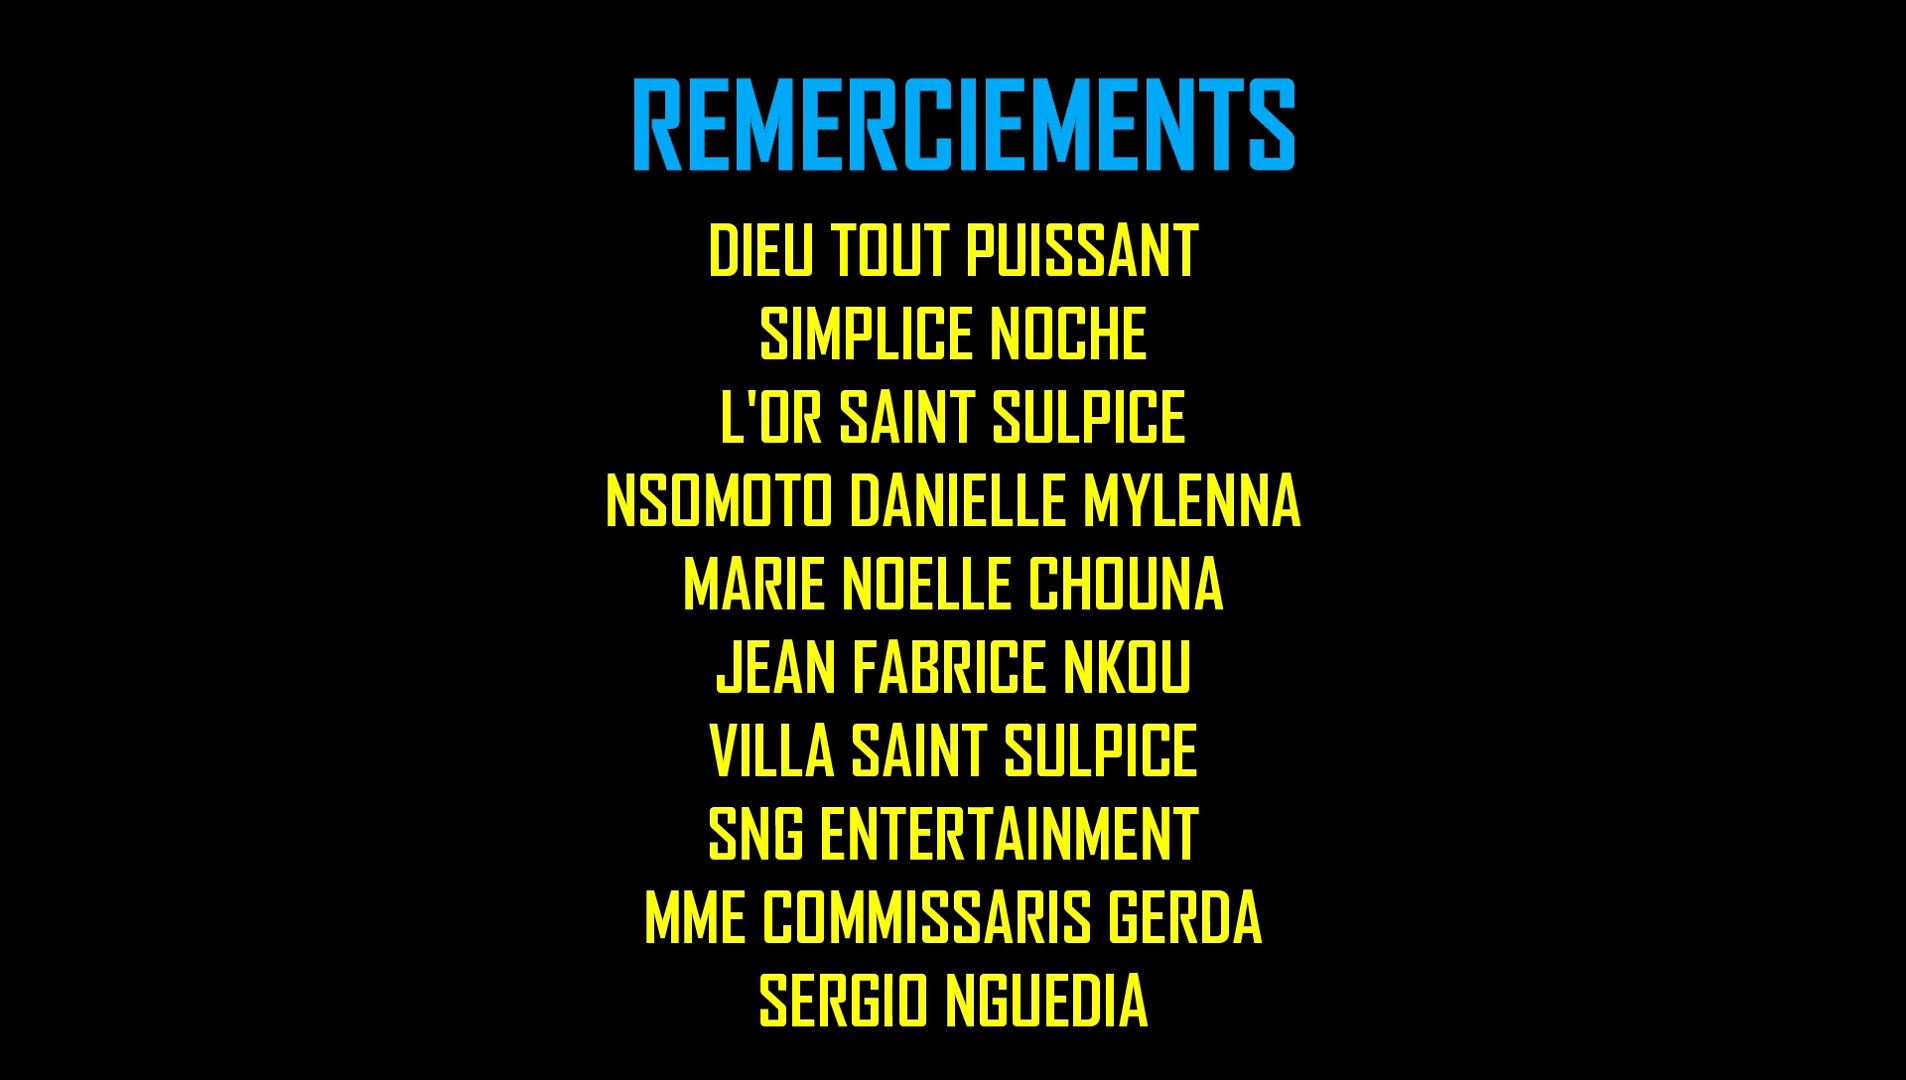 REMERCIEMENTS
DIEU TOUT PUISSANT
SIMPLICE NOCHE
L'OR SAINT SULPICE
NSOMOTO DANIELLE MYLENNA
MARIE NOELLE CHOUNA
JEAN FABRICE NKOU
VILLA SAINT SULPICE
SNG ENTERTAINMENT
MME COMMISSARIS GERDA
SERGIO NGUEDIA